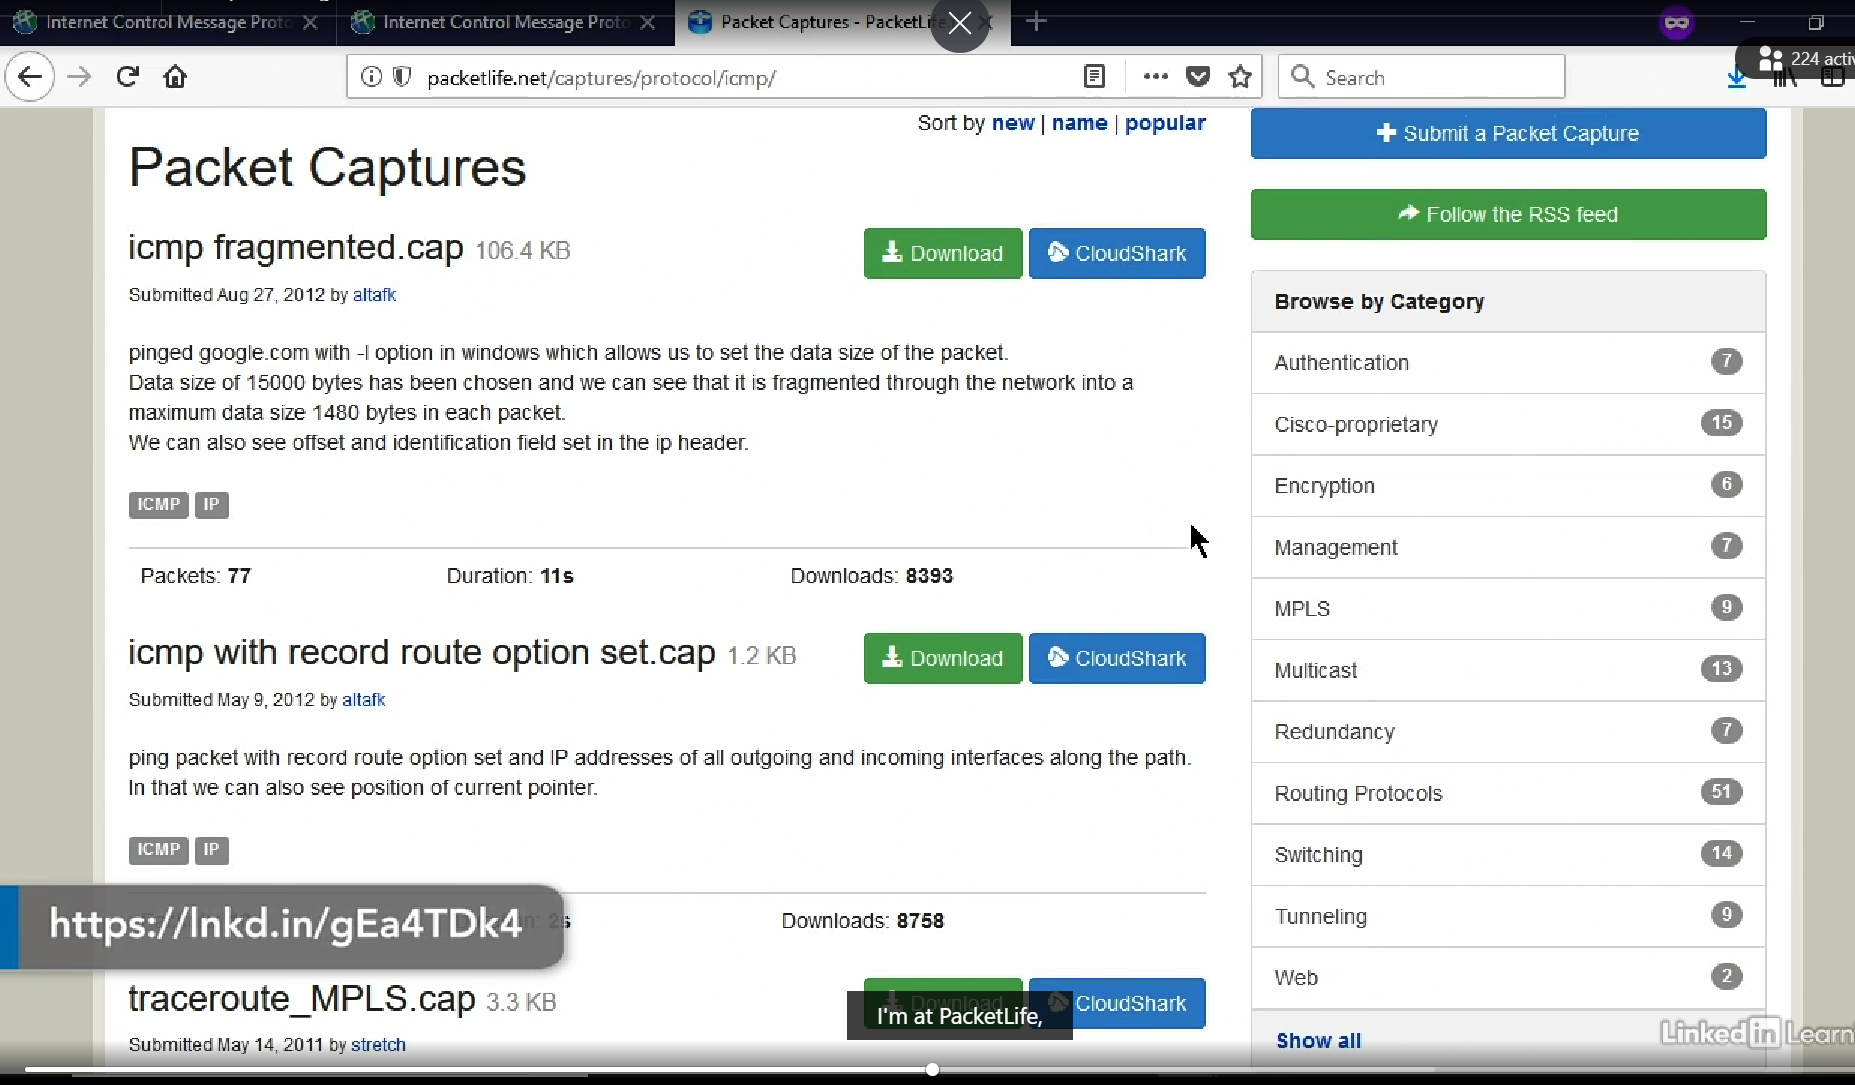 Internet Control Message Proto
Internet Control Message Proto
Packet Captures - PacketLife
224 activ
packetlife.net/captures/protocol/icmp/
Search
Sort by new | name | popular
Packet Captures
icmp fragmented.cap 106.4 KB
Download
CloudShark
Submitted Aug 27, 2012 by altafk
pinged google.com with -l option in windows which allows us to set the data size of the packet.
Data size of 15000 bytes has been chosen and we can see that it is fragmented through the network into a
maximum data size 1480 bytes in each packet.
We can also see offset and identification field set in the ip header.
ICMP IP
Packets: 77 Duration: 11s Downloads: 8393
icmp with record route option set.cap 1.2 KB
Download
CloudShark
Submitted May 9, 2012 by altafk
ping packet with record route option set and IP addresses of all outgoing and incoming interfaces along the path.
In that we can also see position of current pointer.
ICMP IP
https://lnkd.in/gEa4TDk4
2s Downloads: 8758
traceroute_MPLS.cap 3.3 KB
Download
CloudShark
I'm at PacketLife,
Submitted May 14, 2011 by stretch
Submit a Packet Capture
Follow the RSS feed
Browse by Category
Authentication 7
Cisco-proprietary 15
Encryption 6
Management 7
MPLS 9
Multicast 13
Redundancy 7
Routing Protocols 51
Switching 14
Tunneling 9
Web 2
Show all
Linked in Learn